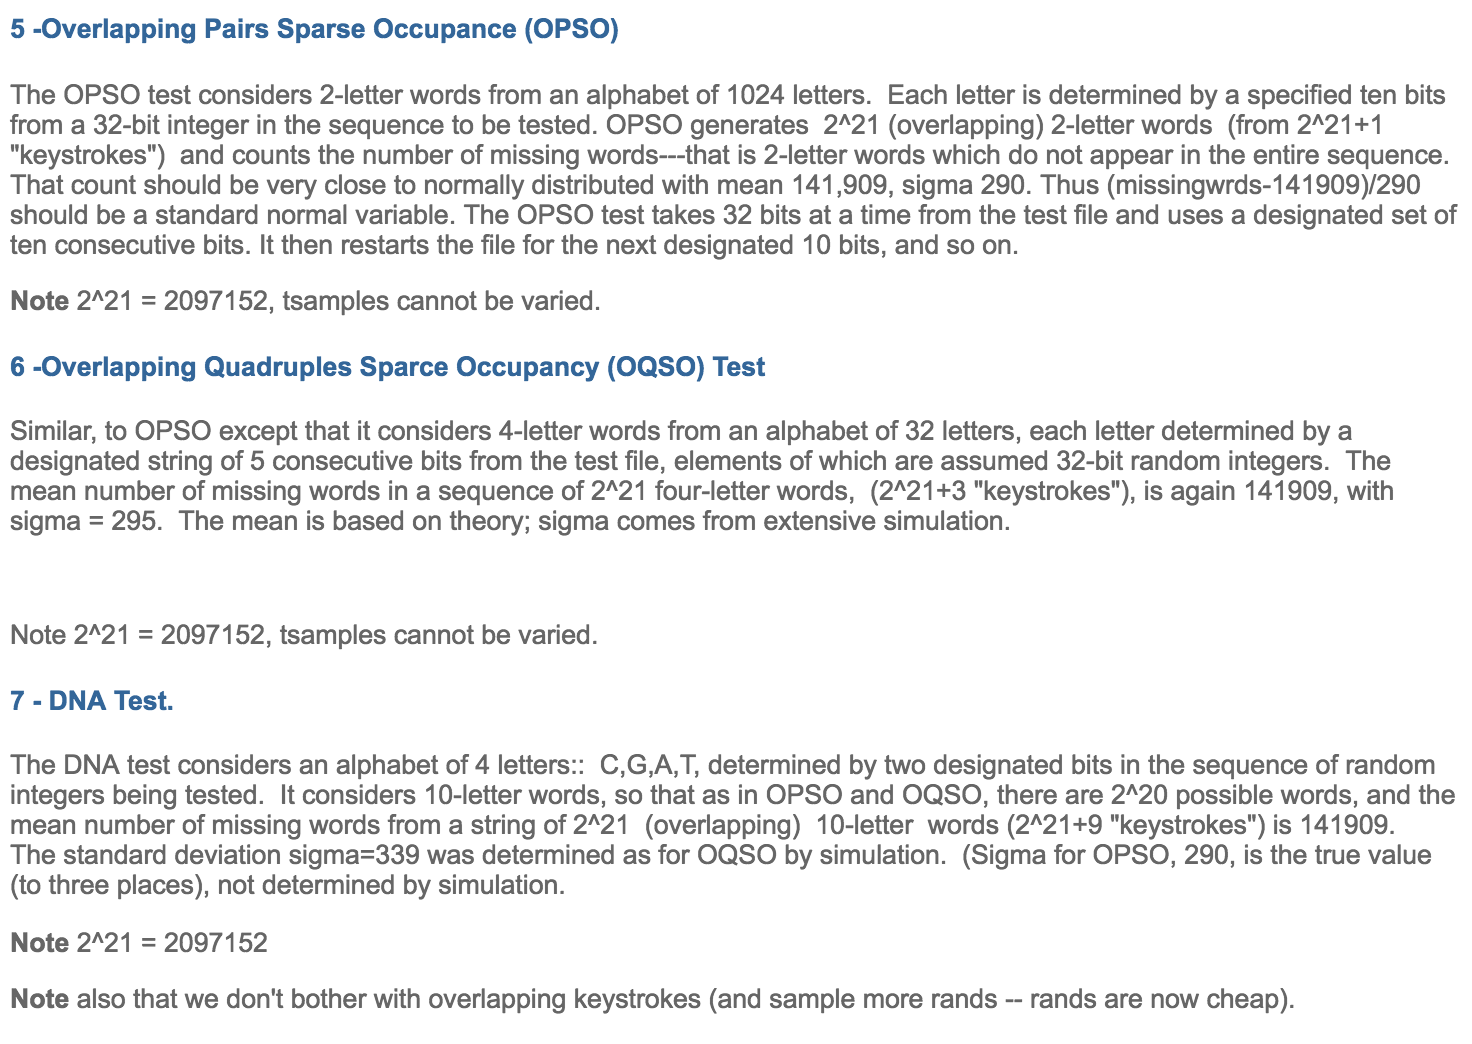 5 -Overlapping Pairs Sparse Occupance (OPSO)
The OPSO test considers 2-letter words from an alphabet of 1024 letters.  Each letter is determined by a specified ten bits
from a 32-bit integer in the sequence to be tested. OPSO generates  2^21 (overlapping) 2-letter words  (from 2^21+1
"keystrokes")  and counts the number of missing words---that is 2-letter words which do not appear in the entire sequence.
That count should be very close to normally distributed with mean 141,909, sigma 290. Thus (missingwrds-141909)/290
should be a standard normal variable. The OPSO test takes 32 bits at a time from the test file and uses a designated set of
ten consecutive bits. It then restarts the file for the next designated 10 bits, and so on.
Note 2^21 = 2097152, tsamples cannot be varied.
6 -Overlapping Quadruples Sparce Occupancy (OQSO) Test
Similar, to OPSO except that it considers 4-letter words from an alphabet of 32 letters, each letter determined by a
designated string of 5 consecutive bits from the test file, elements of which are assumed 32-bit random integers.  The
mean number of missing words in a sequence of 2^21 four-letter words,  (2^21+3 "keystrokes"), is again 141909, with
sigma = 295.  The mean is based on theory; sigma comes from extensive simulation.
Note 2^21 = 2097152, tsamples cannot be varied.
7 - DNA Test.
The DNA test considers an alphabet of 4 letters::  C,G,A,T, determined by two designated bits in the sequence of random
integers being tested.  It considers 10-letter words, so that as in OPSO and OQSO, there are 2^20 possible words, and the
mean number of missing words from a string of 2^21  (overlapping)  10-letter  words (2^21+9 "keystrokes") is 141909.
The standard deviation sigma=339 was determined as for OQSO by simulation.  (Sigma for OPSO, 290, is the true value
(to three places), not determined by simulation.
Note 2^21 = 2097152
Note also that we don't bother with overlapping keystrokes (and sample more rands -- rands are now cheap).